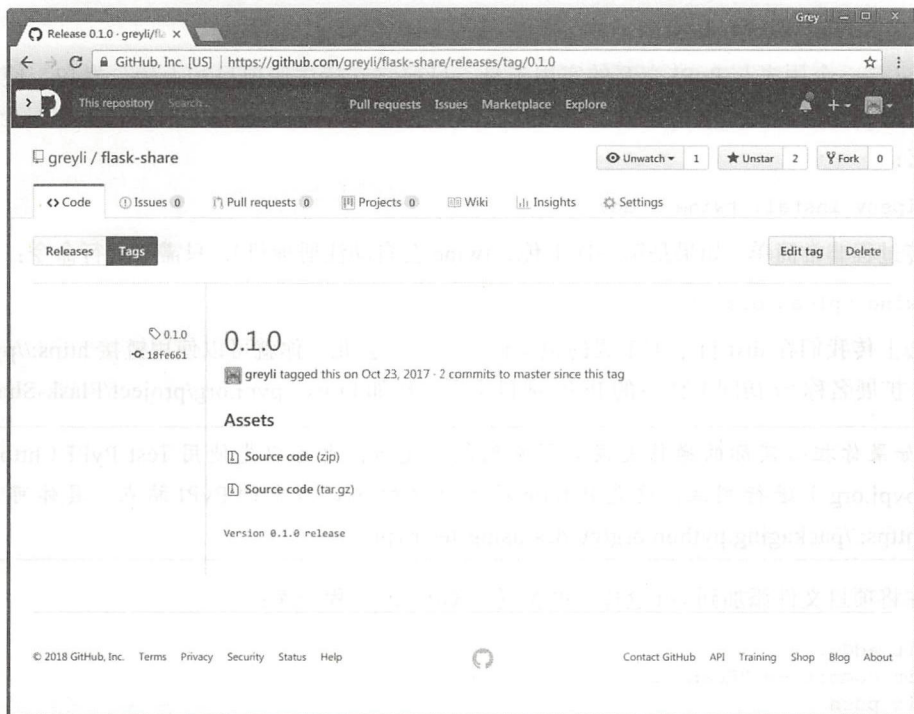 Grey
Release 0.1.0 · greyli/fla
GitHub, Inc. [US] | https://github.com/greyli/flask-share/releases/tag/0.1.0
This repository Search... Pull requests Issues Marketplace Explore
greyli / flask-share Unwatch 1 Unstar 2 Fork 0
Code Issues 0 Pull requests 0 Projects 0 Wiki Insights Settings
Releases Tags Edit tag Delete
0.1.0 0.1.0
18fe661
greyli tagged this on Oct 23, 2017 · 2 commits to master since this tag
Assets
Source code (zip)
Source code (tar.gz)
Version 0.1.0 release
© 2018 GitHub, Inc. Terms Privacy Security Status Help Contact GitHub API Training Shop Blog About